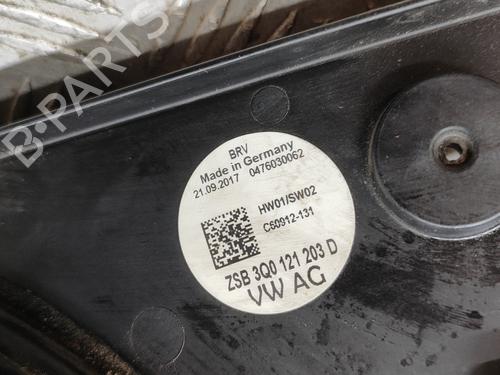 B-PARTS
BRV
Made in Germany
21.09.2017 0476030062
HW01/SW02
C60912-131
ZSB 3Q0 121 203 D
VW AG